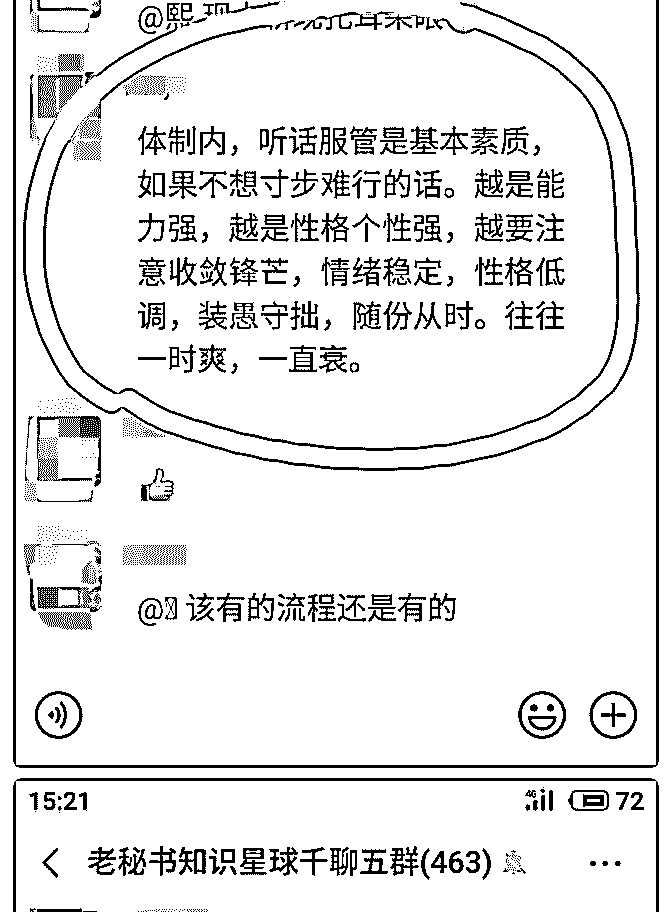 @熙
体制内，听话服管是基本素质，
如果不想寸步难行的话。越是能
力强，越是性格个性强，越要注
意收敛锋芒，情绪稳定，性格低
调，装愚守拙，随份从时。往往
一时爽，一直衰。
@ 该有的流程还是有的
15:21 4G 72
老秘书知识星球千聊五群(463)